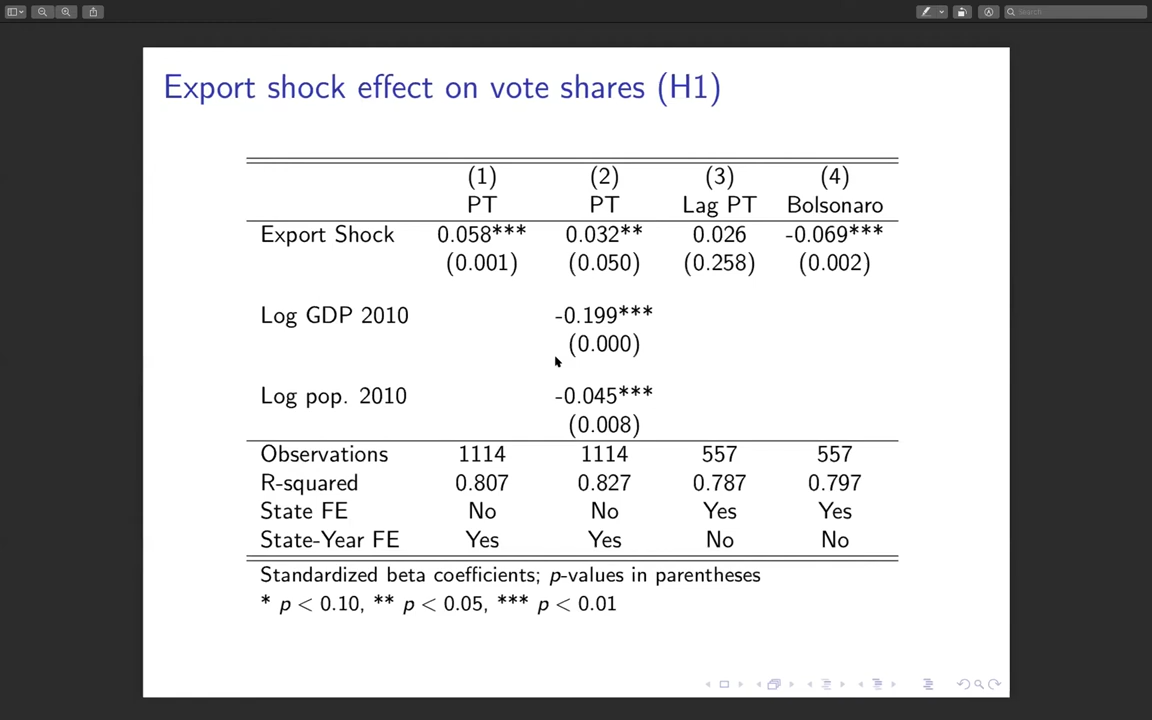 Search
Export shock effect on vote shares (H1)
(1) (2) (3) (4)
PT PT Lag PT Bolsonaro
Export Shock 0.058*** 0.032** 0.026 -0.069***
(0.001) (0.050) (0.258) (0.002)
Log GDP 2010 -0.199***
(0.000)
Log pop. 2010 -0.045***
(0.008)
Observations 1114 1114 557 557
R-squared 0.807 0.827 0.787 0.797
State FE No No Yes Yes
State-Year FE Yes Yes No No
Standardized beta coefficients; p-values in parentheses
* p < 0.10, ** p < 0.05, *** p < 0.01